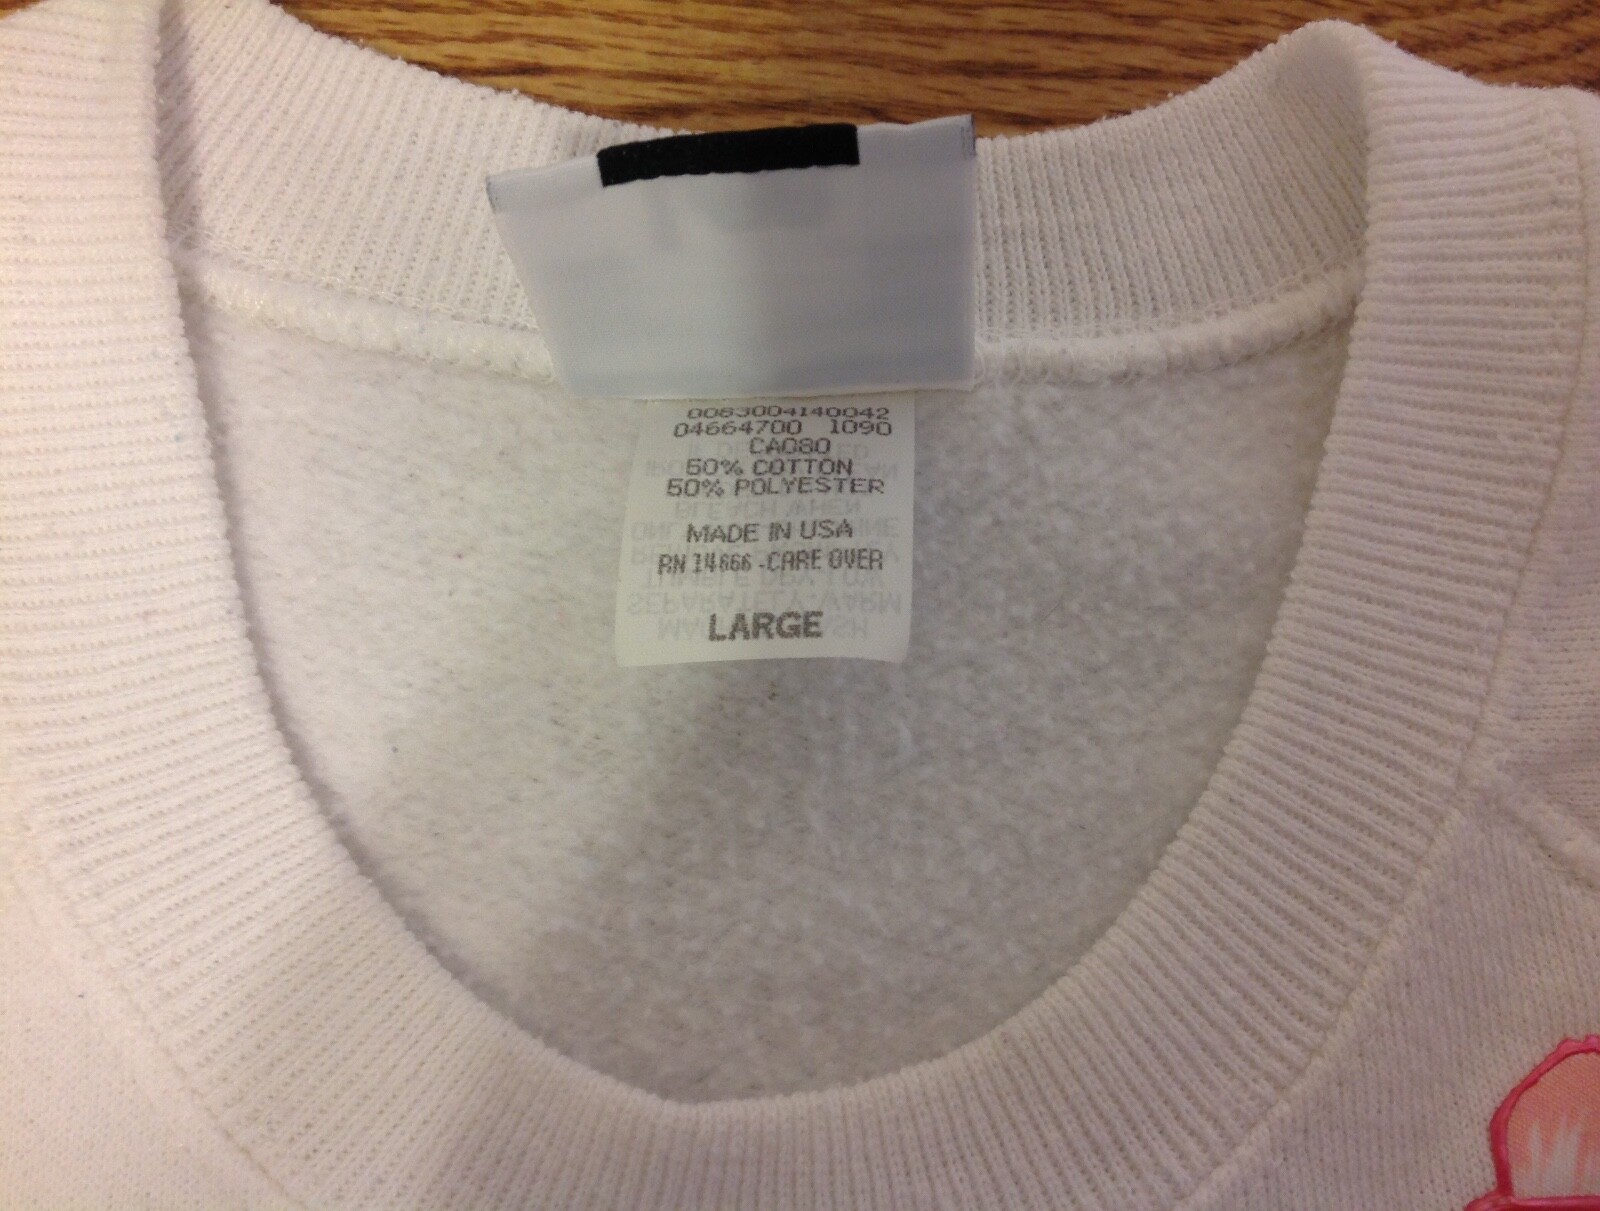 0083004140042
04664700 1090
CA080
50% COTTON
50% POLYESTER
MADE IN USA
RN 14666 -CARE OVER
LARGE